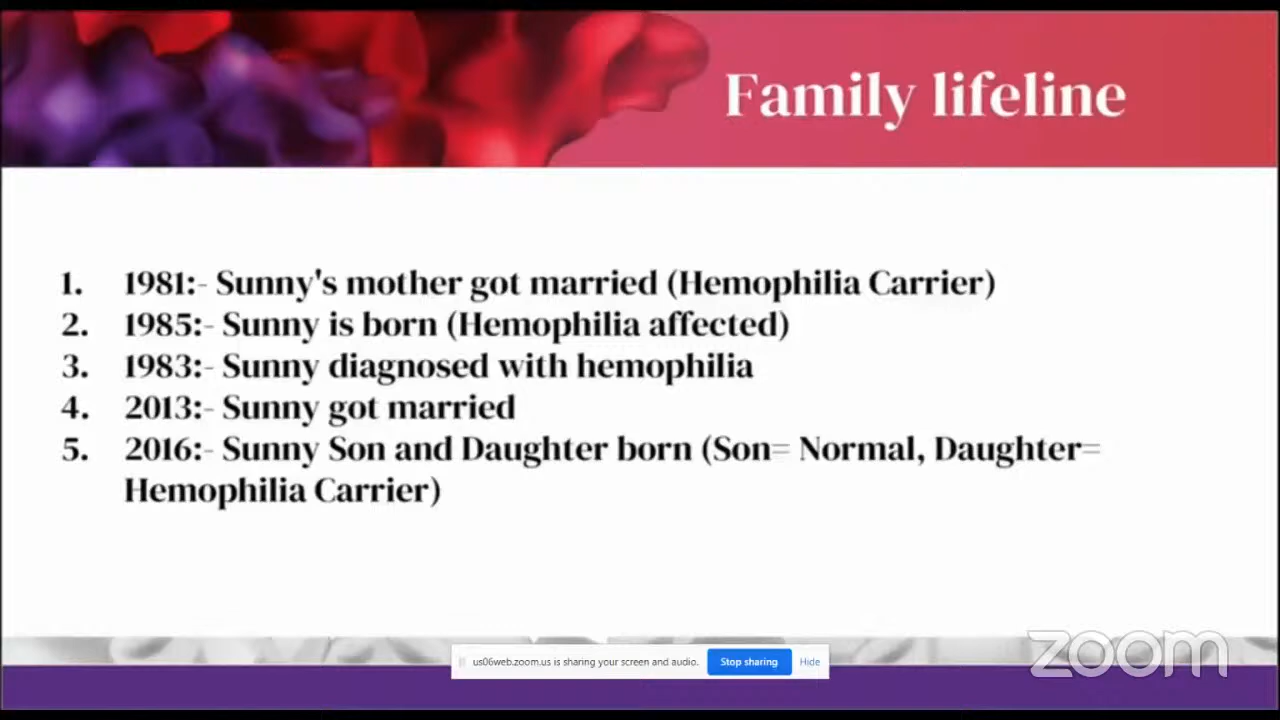 Family lifeline
1. 1981:- Sunny's mother got married (Hemophilia Carrier)
2. 1985:- Sunny is born (Hemophilia affected)
3. 1983:- Sunny diagnosed with hemophilia
4. 2013:- Sunny got married
5. 2016:- Sunny Son and Daughter born (Son= Normal, Daughter=
Hemophilia Carrier)
us06web.zoom.us is sharing your screen and audio. Stop sharing Hide
zoom